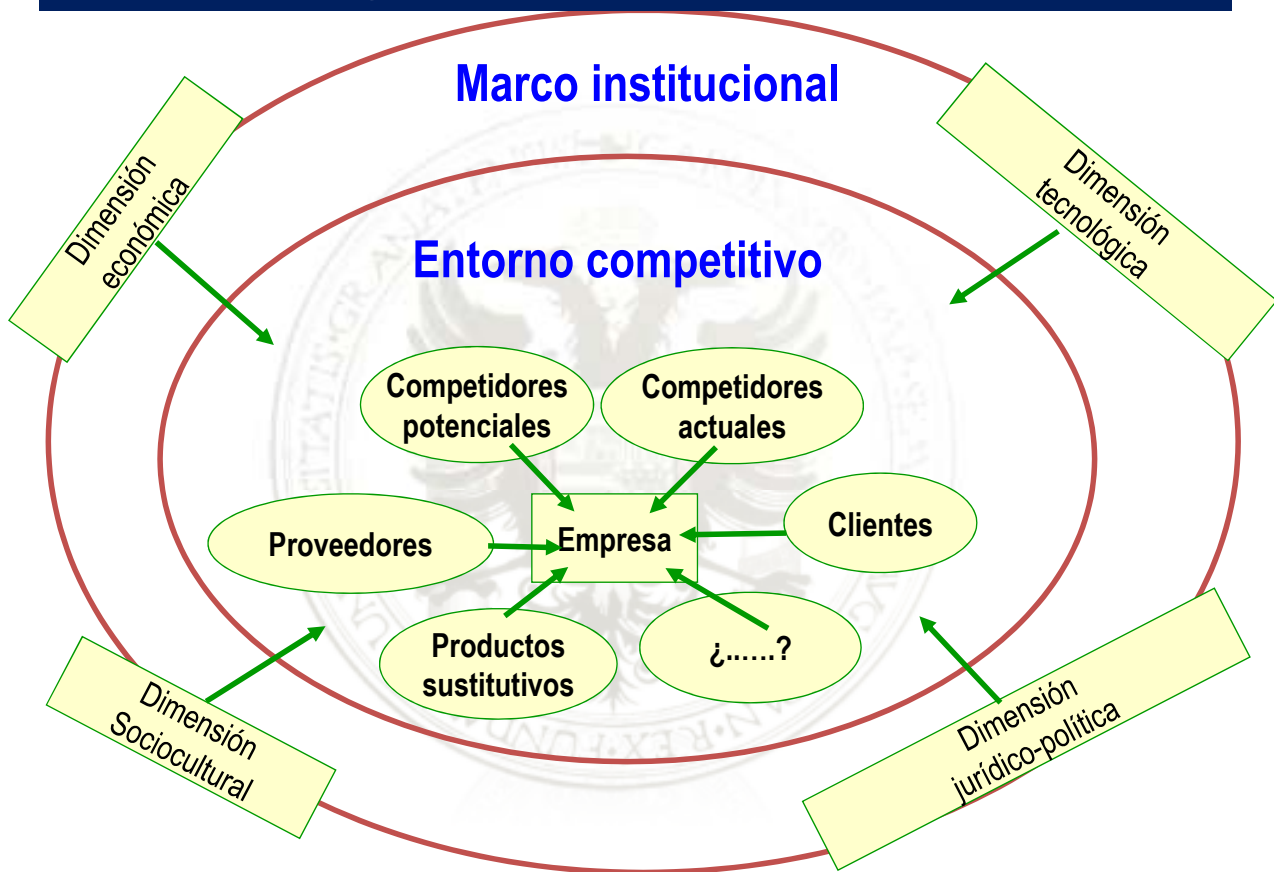 Marco institucional
Dimensión
económica
Dimensión
tecnológica
Entorno competitivo
Competidores
potenciales
Competidores
actuales
Proveedores
Empresa
Clientes
Productos
sustitutivos
¿..….?
Dimensión
Sociocultural
Dimensión
jurídico-política